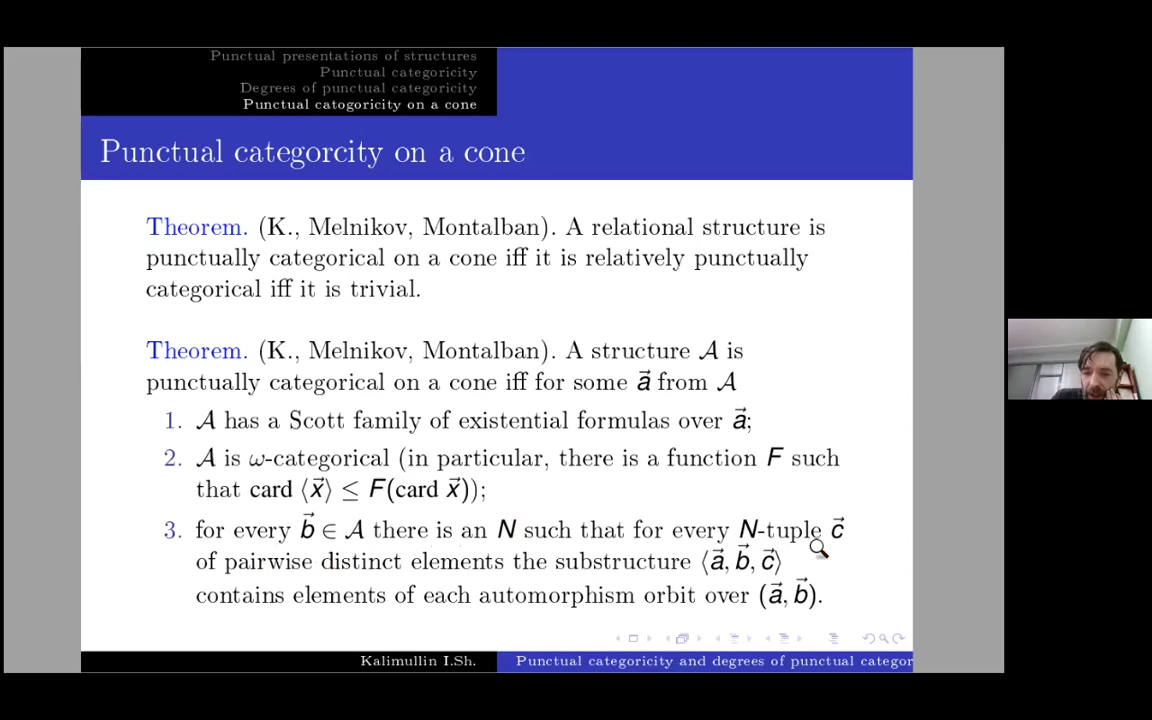 Punctual presentations of structures
Punctual categoricity
Degrees of punctual categoricity
Punctual catogoricity on a cone
Punctual categorcity on a cone
Theorem. (K., Melnikov, Montalban). A relational structure is
punctually categorical on a cone iff it is relatively punctually
categorical iff it is trivial.
Theorem. (K., Melnikov, Montalban). A structure 𝒜 is
punctually categorical on a cone iff for some a⃗ from 𝒜
1. 𝒜 has a Scott family of existential formulas over a⃗;
2. 𝒜 is ω-categorical (in particular, there is a function F such
that card ⟨x⃗⟩ ≤ F(card x⃗));
3. for every b⃗ ∈ 𝒜 there is an N such that for every N-tuple c⃗
of pairwise distinct elements the substructure ⟨a⃗, b⃗, c⃗⟩
contains elements of each automorphism orbit over (a⃗, b⃗).
Kalimullin I.Sh.
Punctual categoricity and degrees of punctual categor